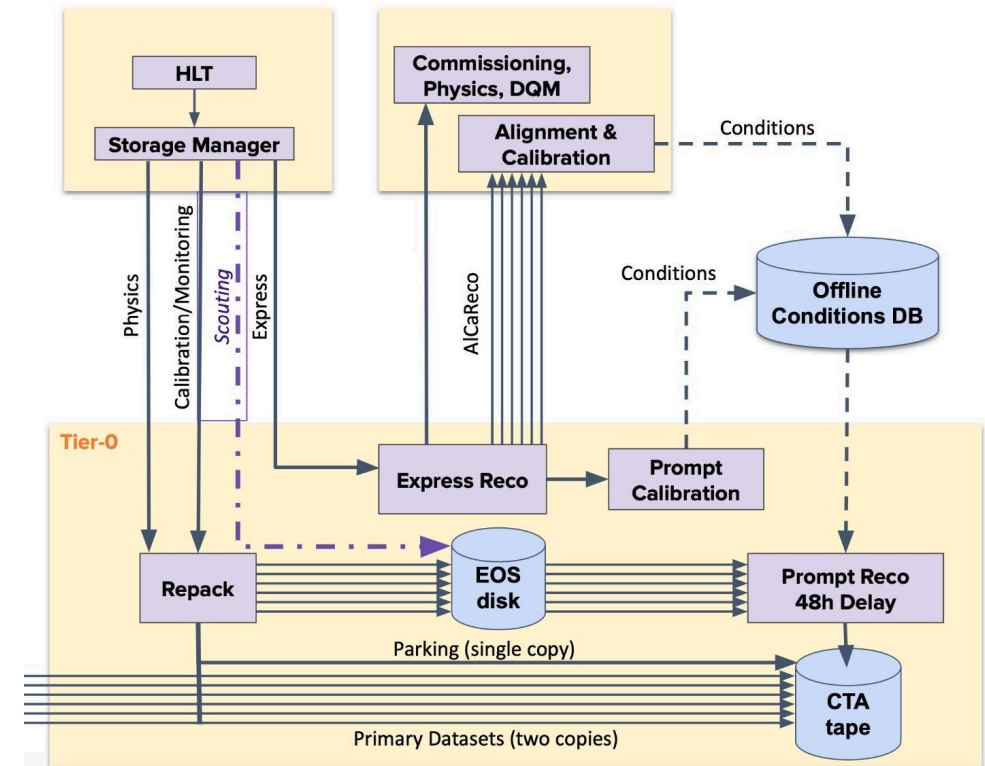 HLT
Storage Manager
Commissioning,
Physics, DQM
Alignment &
Calibration
Conditions
Physics
Calibration/Monitoring
Scouting
Express
AlCaReco
Conditions
Offline
Conditions DB
Tier-0
Express Reco
Prompt
Calibration
Repack
EOS
disk
Prompt Reco
48h Delay
Parking (single copy)
CTA
tape
Primary Datasets (two copies)